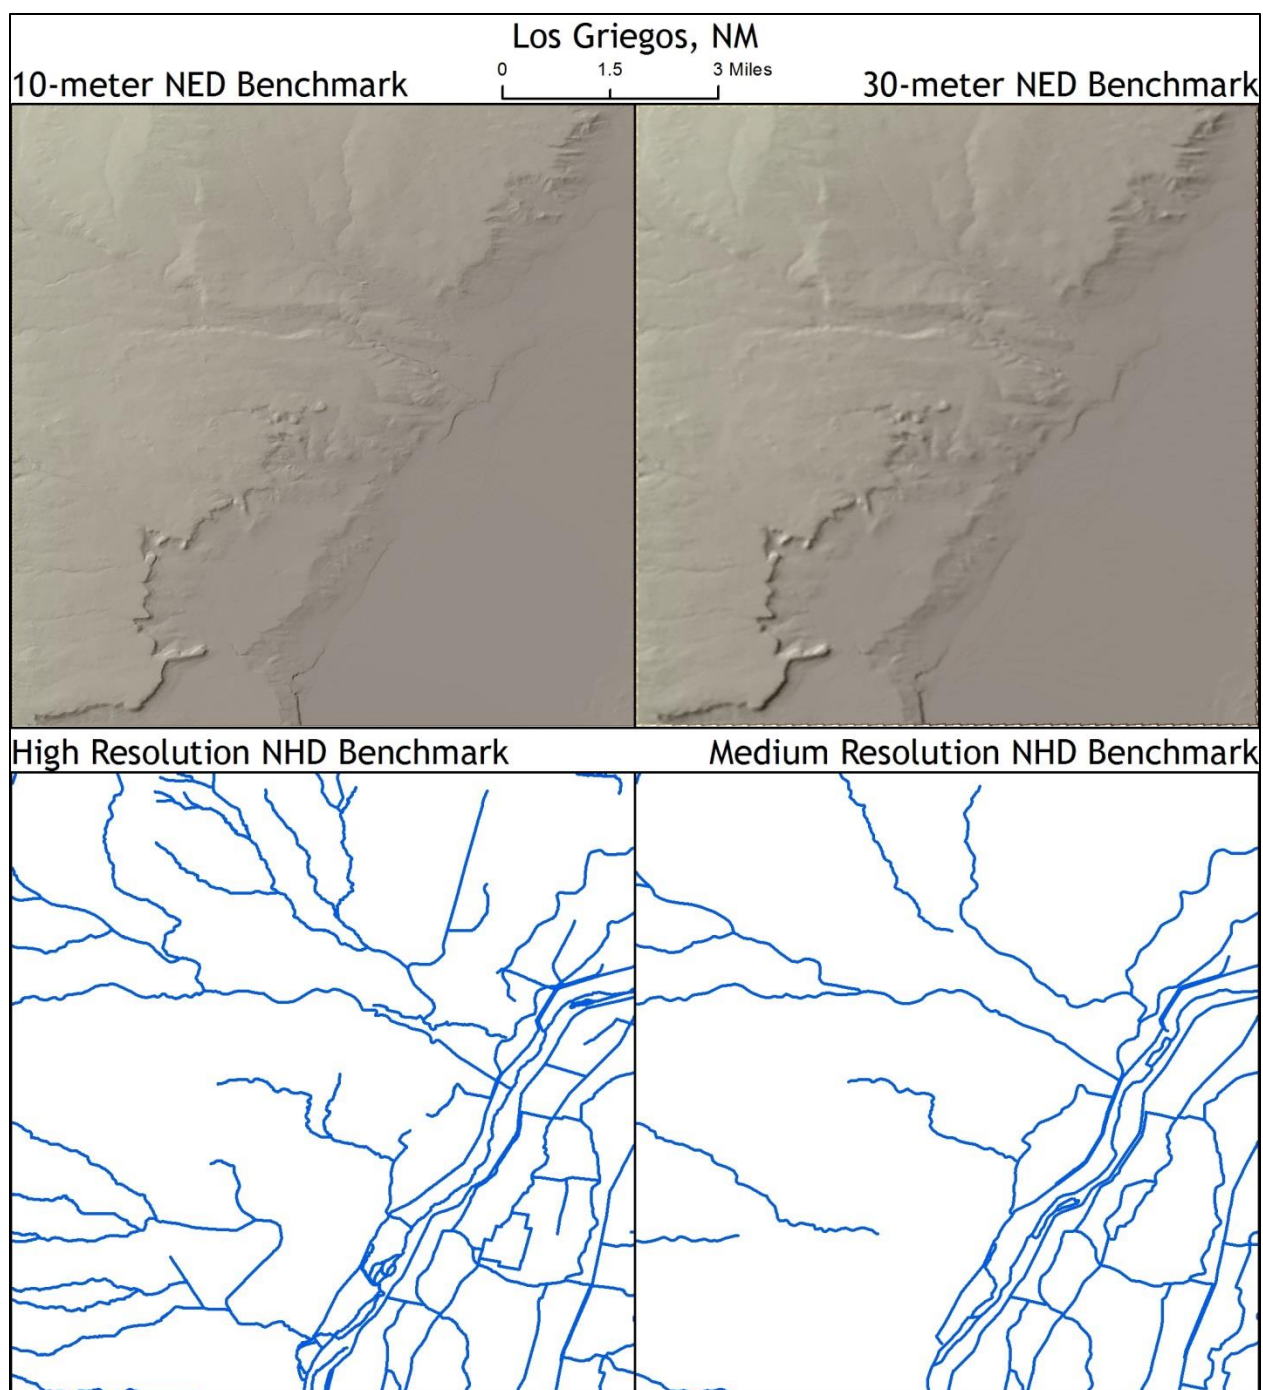 Los Griegos, NM
10-meter NED Benchmark
0 1.5 3 Miles
30-meter NED Benchmark
High Resolution NHD Benchmark
Medium Resolution NHD Benchmark